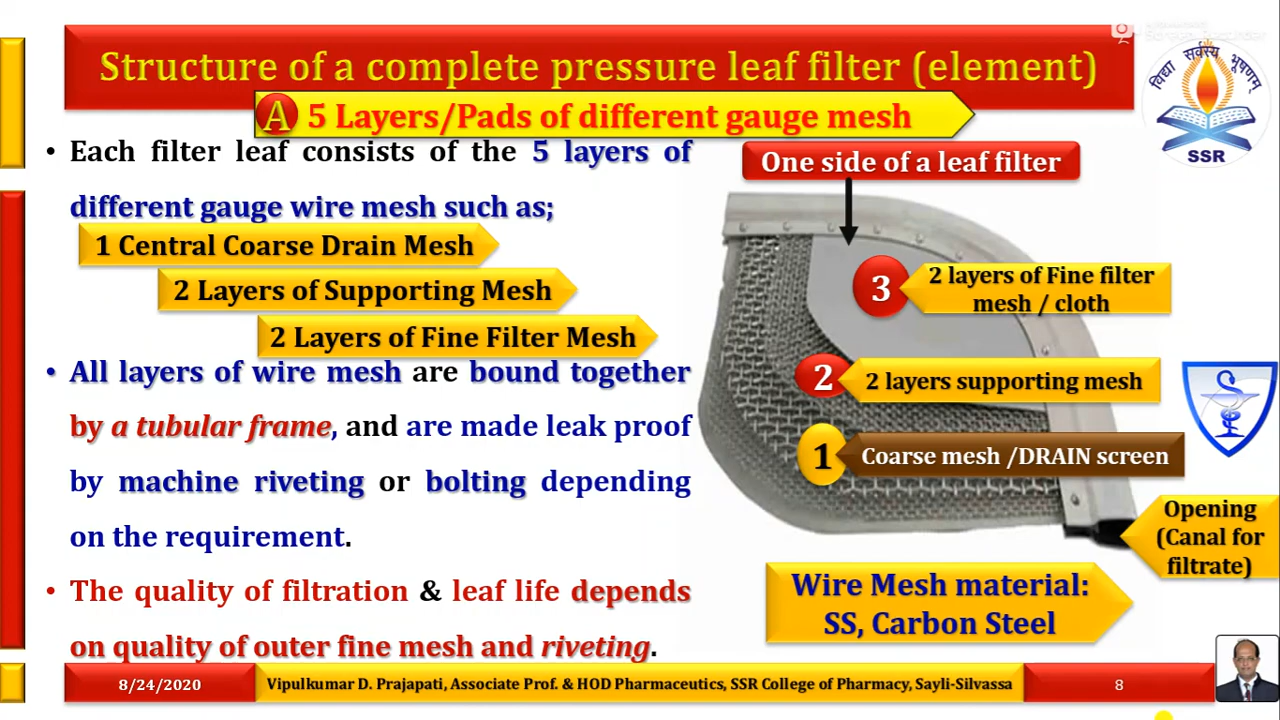 Structure of a complete pressure leaf filter (element)
A 5 Layers/Pads of different gauge mesh
• Each filter leaf consists of the 5 layers of
different gauge wire mesh such as;
1 Central Coarse Drain Mesh
2 Layers of Supporting Mesh
2 Layers of Fine Filter Mesh
• All layers of wire mesh are bound together
by a tubular frame, and are made leak proof
by machine riveting or bolting depending
on the requirement.
• The quality of filtration & leaf life depends
on quality of outer fine mesh and riveting.
One side of a leaf filter
3
2 layers of Fine filter
mesh / cloth
2
2 layers supporting mesh
1
Coarse mesh /DRAIN screen
Opening
(Canal for
filtrate)
Wire Mesh material:
SS, Carbon Steel
विद्या सर्वस्य भूषणम्
SSR
8/24/2020
Vipulkumar D. Prajapati, Associate Prof. & HOD Pharmaceutics, SSR College of Pharmacy, Sayli-Silvassa
8